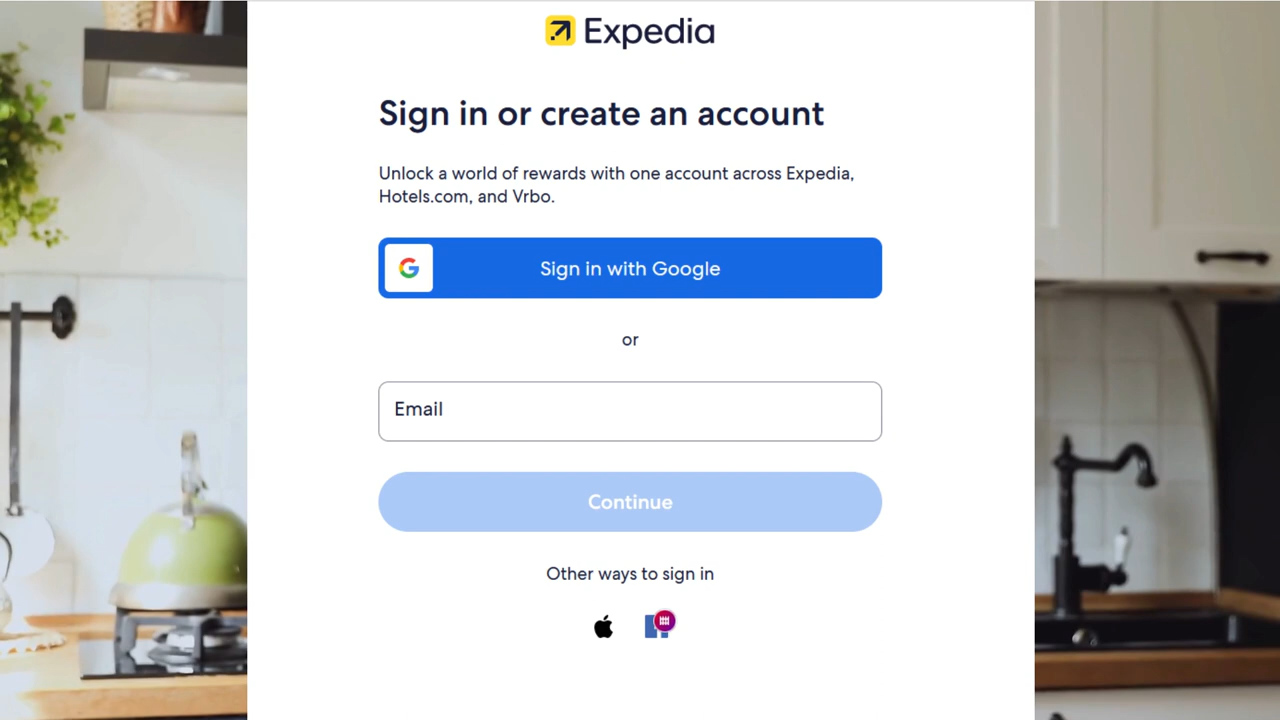 Expedia
Sign in or create an account
Unlock a world of rewards with one account across Expedia,
Hotels.com, and Vrbo.
Sign in with Google
or
Email
Continue
Other ways to sign in